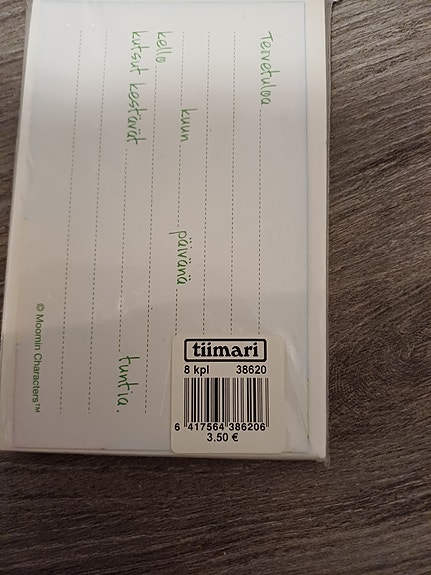 Tervetuloa
kuun päivänä
kello
kutsut kestävät tuntia.
© Moomin Characters™
tiimari
8 kpl 38620
6 417564 386206
3.50 €